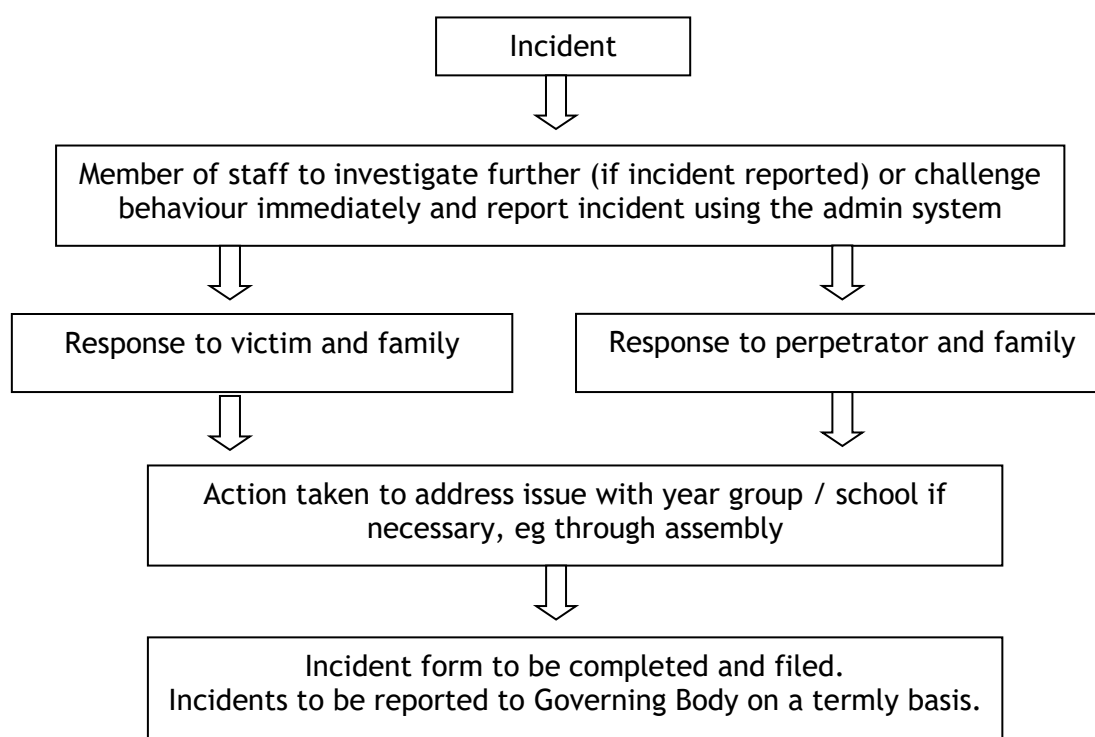 Incident
Member of staff to investigate further (if incident reported) or challenge
behaviour immediately and report incident using the admin system
Response to victim and family
Response to perpetrator and family
Action taken to address issue with year group / school if
necessary, eg through assembly
Incident form to be completed and filed.
Incidents to be reported to Governing Body on a termly basis.